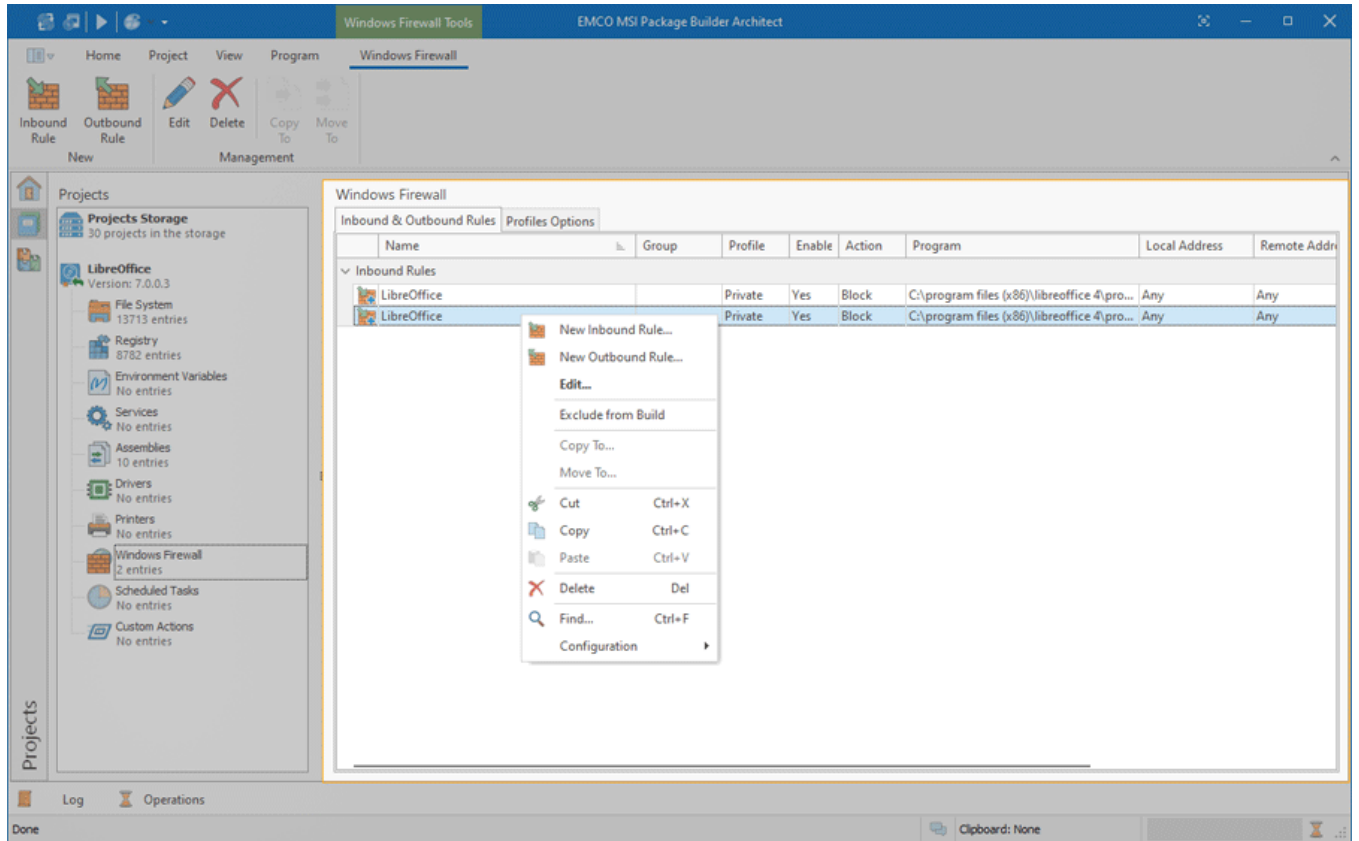 Windows Firewall Tools
EMCO MSI Package Builder Architect
Home Project View Program Windows Firewall
Inbound Rule
Outbound Rule
Edit
Delete
Copy To
Move To
New
Management
Projects
Projects Storage
30 projects in the storage
LibreOffice
Version: 7.0.0.3
File System
13713 entries
Registry
8782 entries
Environment Variables
No entries
Services
No entries
Assemblies
10 entries
Drivers
No entries
Printers
No entries
Windows Firewall
2 entries
Scheduled Tasks
No entries
Custom Actions
No entries
Projects
Windows Firewall
Inbound & Outbound Rules Profiles Options
Name Group Profile Enable Action Program Local Address Remote Addr
Inbound Rules
LibreOffice Private Yes Block C:\program files (x86)\libreoffice 4\pro... Any Any
LibreOffice Private Yes Block C:\program files (x86)\libreoffice 4\pro... Any Any
New Inbound Rule...
New Outbound Rule...
Edit...
Exclude from Build
Copy To...
Move To...
Cut Ctrl+X
Copy Ctrl+C
Paste Ctrl+V
Delete Del
Find... Ctrl+F
Configuration
Log Operations
Done
Clipboard: None